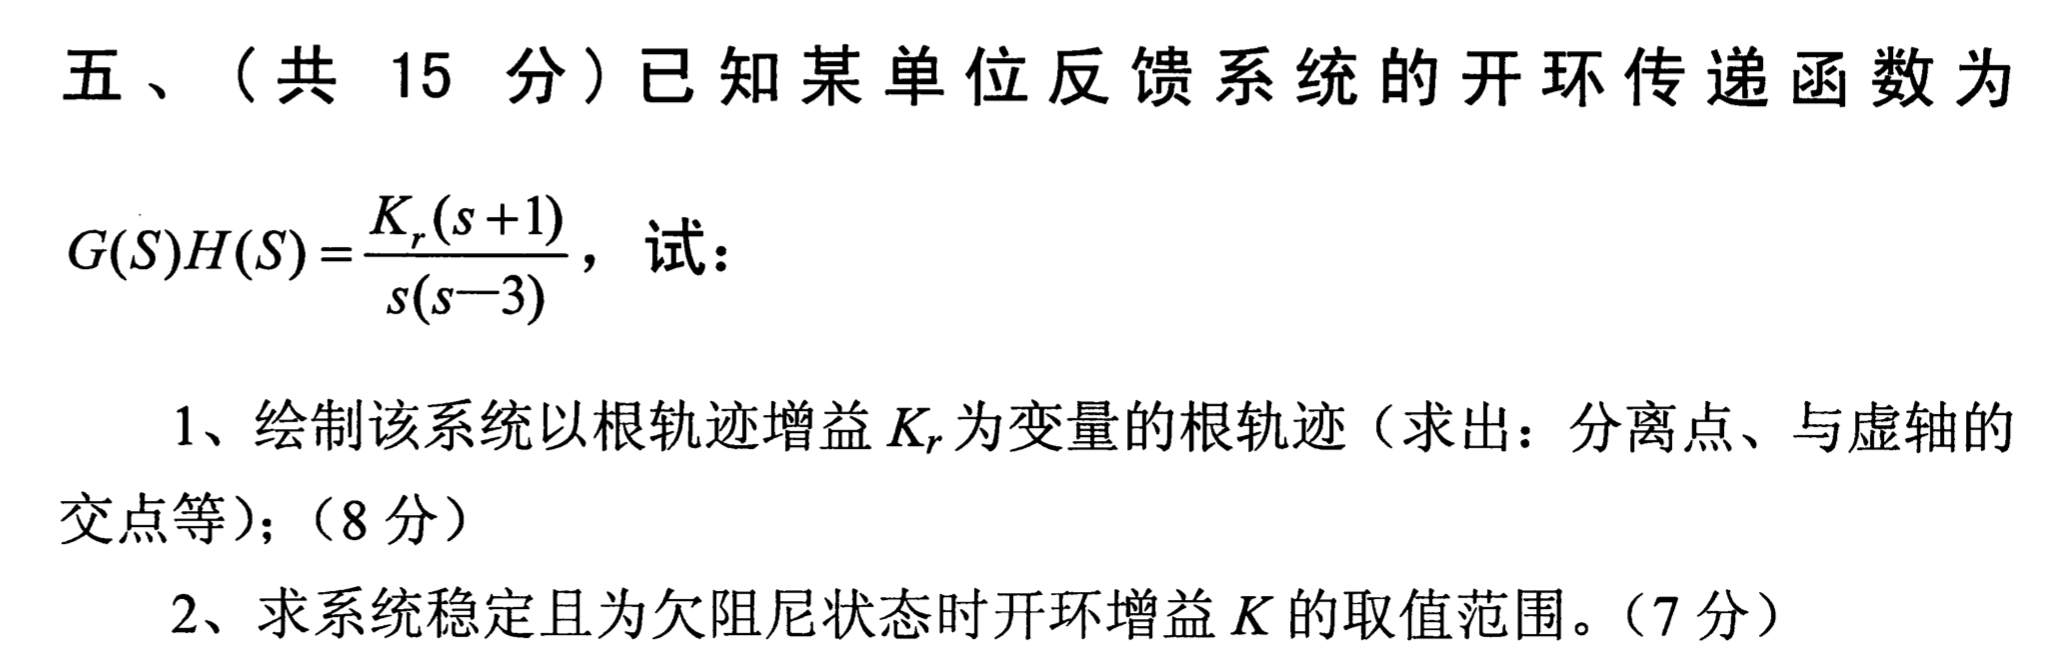 五、（共 15 分）已知某单位反馈系统的开环传递函数为
G(S)H(S) = \frac{K_r(s+1)}{s(s—3)}，试：
1、绘制该系统以根轨迹增益 K_r 为变量的根轨迹（求出：分离点、与虚轴的
交点等）；（8 分）
2、求系统稳定且为欠阻尼状态时开环增益 K 的取值范围。（7 分）